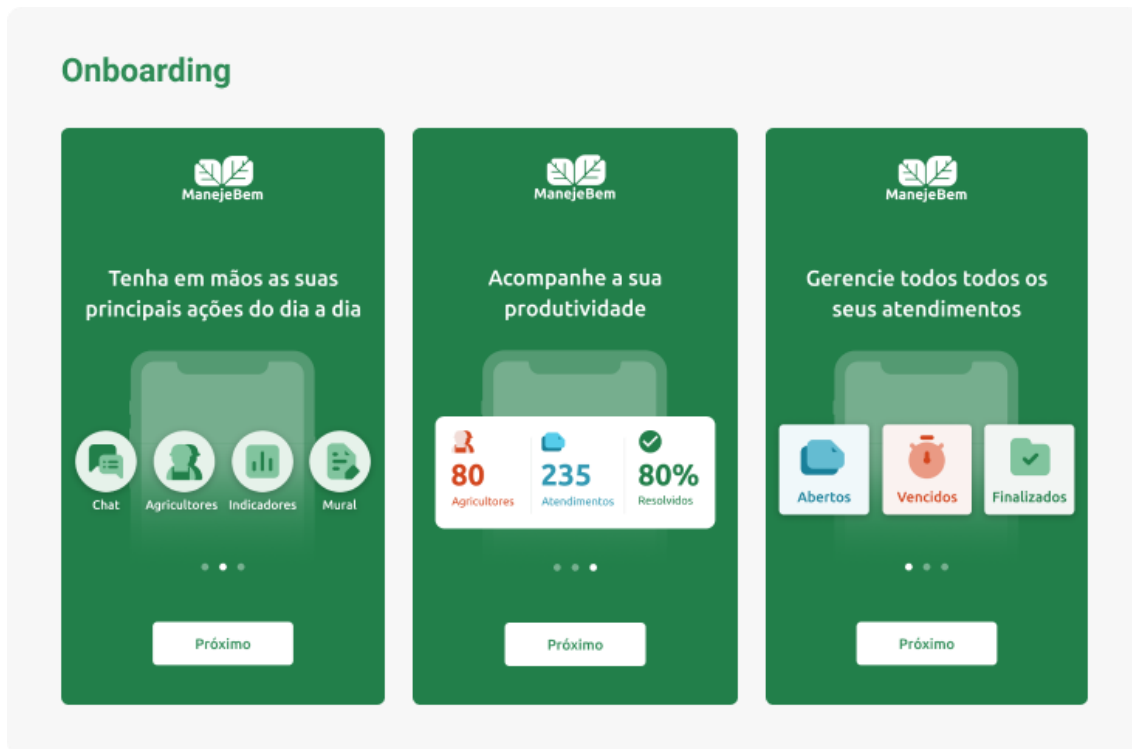 Onboarding
ManejeBem
Tenha em mãos as suas
principais ações do dia a dia
Chat
Agricultores
Indicadores
Mural
Próximo
ManejeBem
Acompanhe a sua
produtividade
80
Agricultores
235
Atendimentos
80%
Resolvidos
Próximo
ManejeBem
Gerencie todos todos os
seus atendimentos
Abertos
Vencidos
Finalizados
Próximo